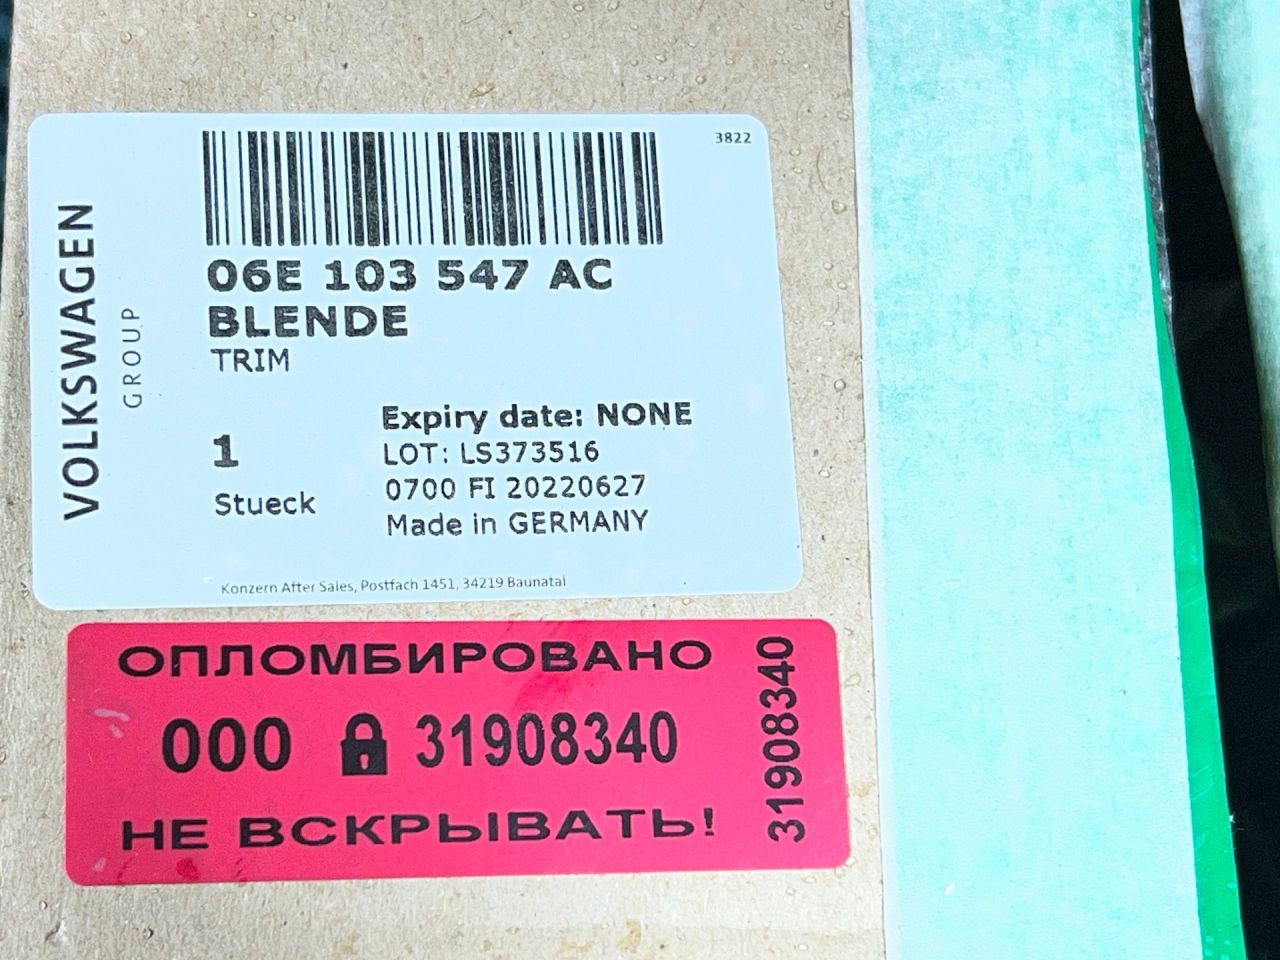 3822
VOLKSWAGEN
GROUP
06E 103 547 AC
BLENDE
TRIM
Expiry date: NONE
1
LOT: LS373516
Stueck
0700 FI 20220627
Made in GERMANY
Konzern After Sales, Postfach 1451, 34219 Baunatal
ОПЛОМБИРОВАНО
000 31908340
НЕ ВСКРЫВАТЬ!
31908340